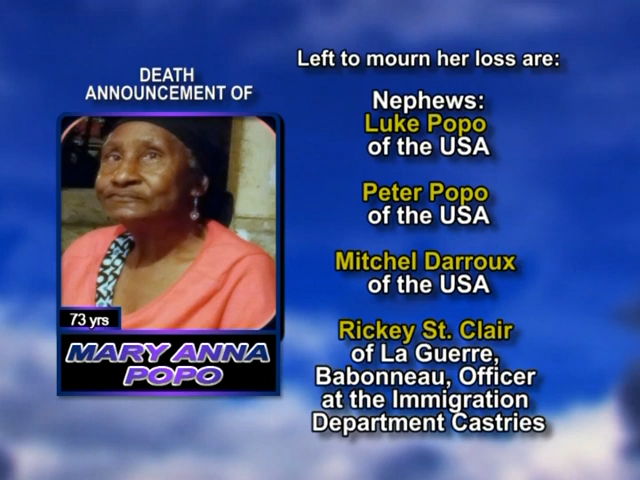 DEATH
ANNOUNCEMENT OF
73 yrs
MARY ANNA
POPO
Left to mourn her loss are:
Nephews:
Luke Popo
of the USA
Peter Popo
of the USA
Mitchel Darroux
of the USA
Rickey St. Clair
of La Guerre,
Babonneau, Officer
at the Immigration
Department Castries